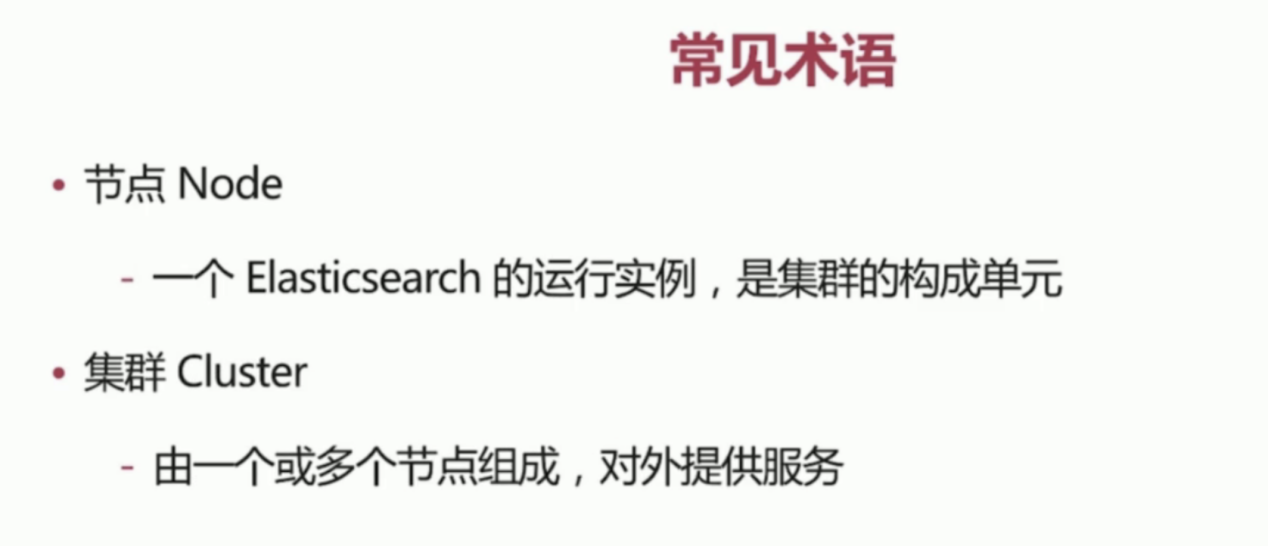 常见术语
• 节点 Node
- 一个 Elasticsearch 的运行实例，是集群的构成单元
• 集群 Cluster
- 由一个或多个节点组成，对外提供服务